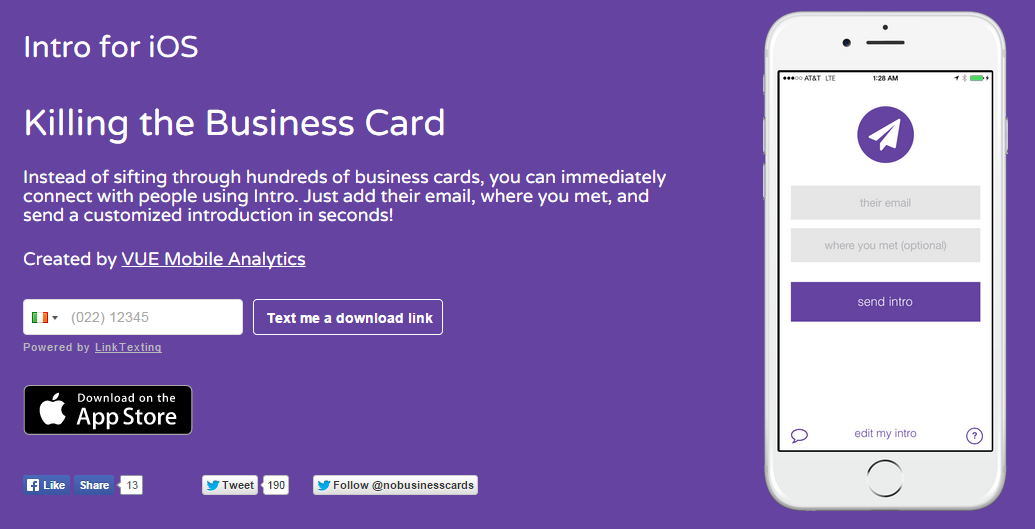 Intro for iOS
Killing the Business Card
Instead of sifting through hundreds of business cards, you can immediately
connect with people using Intro. Just add their email, where you met, and
send a customized introduction in seconds!
Created by VUE Mobile Analytics
(022) 12345
Text me a download link
Powered by LinkTexting
Download on the
App Store
Like Share 13
Tweet 190
Follow @nobusinesscards
AT&T LTE 1:28 AM
their email
where you met (optional)
send intro
edit my intro
?